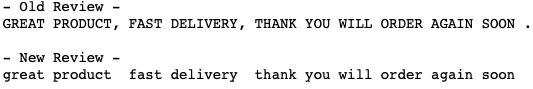 - Old Review -
GREAT PRODUCT, FAST DELIVERY, THANK YOU WILL ORDER AGAIN SOON .
- New Review -
great product  fast delivery  thank you will order again soon